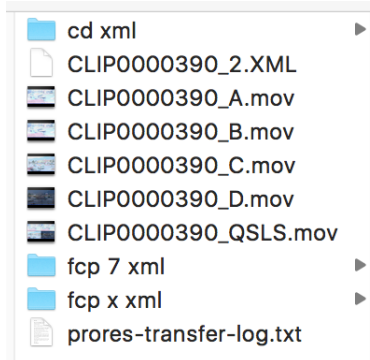 cd xml
CLIP0000390_2.XML
CLIP0000390_A.mov
CLIP0000390_B.mov
CLIP0000390_C.mov
CLIP0000390_D.mov
CLIP0000390_QSLS.mov
fcp 7 xml
fcp x xml
prores-transfer-log.txt